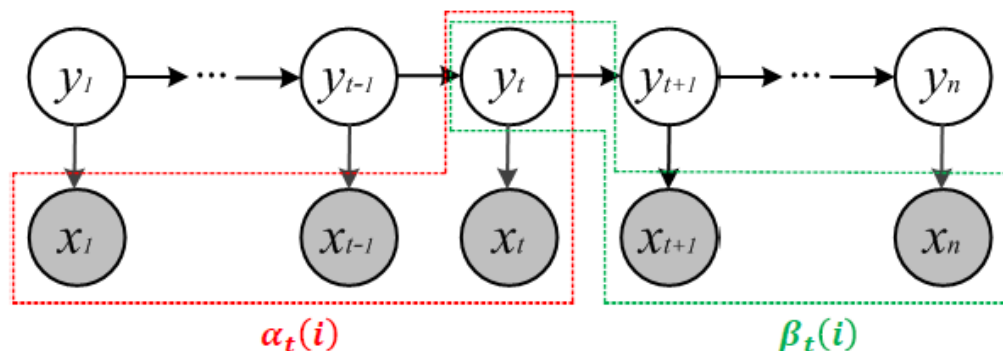 y₁ ... yₜ₋₁ yₜ yₜ₊₁ ... yₙ
x₁ xₜ₋₁ xₜ xₜ₊₁ xₙ
αₜ(i) βₜ(i)